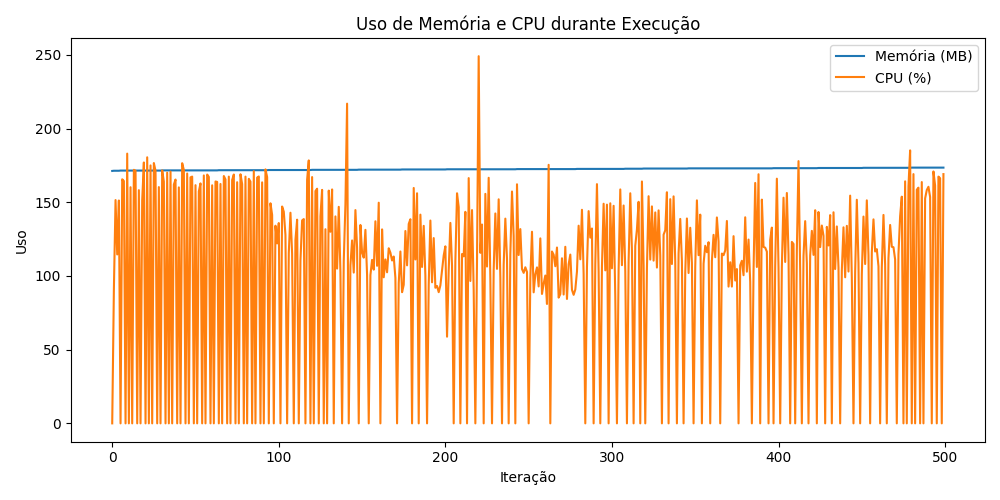 Uso de Memória e CPU durante Execução
Memória (MB)
CPU (%)
250
200
150
100
50
0
Uso
0 100 200 300 400 500
Iteração